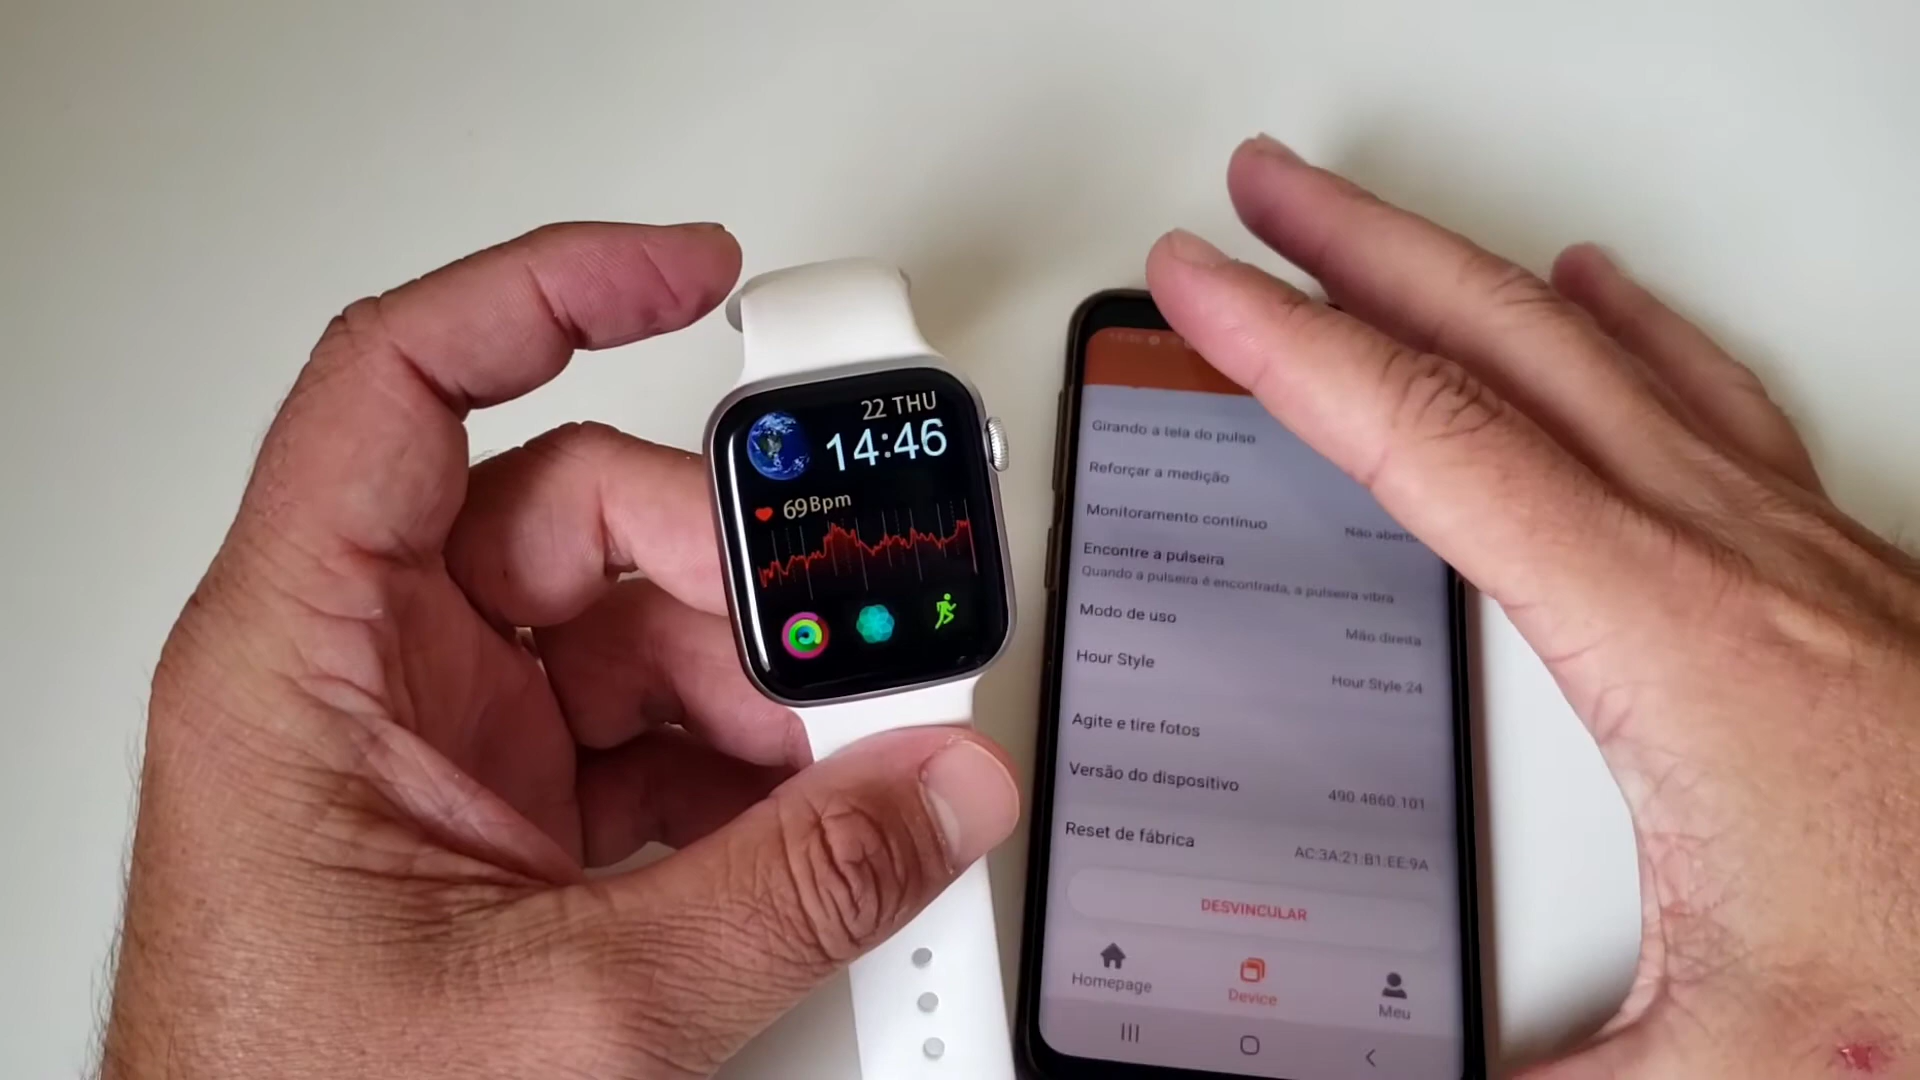 22 THU
14:46
69Bpm
Girando a tela do pulso
Reforçar a medição
Monitoramento contínuo
Não
Encontre a pulseira
Quando a pulseira é encontrada, a pulseira vibra
Modo de uso
Mão direita
Hour Style
Hour Style 24
Agite e tire fotos
Versão do dispositivo
490.4860.101
Reset de fábrica
AC:3A:21:B1:EE:9A
DESVINCULAR
Homepage
Device
Meu